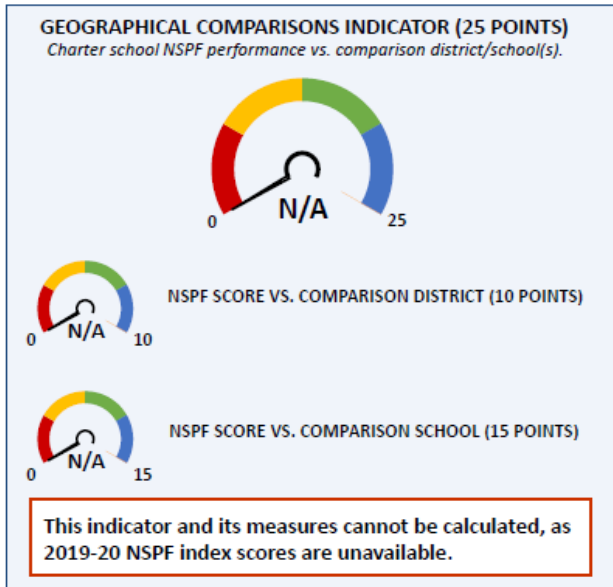 GEOGRAPHICAL COMPARISONS INDICATOR (25 POINTS)
Charter school NSPF performance vs. comparison district/school(s).
N/A
0
25
NSPF SCORE VS. COMPARISON DISTRICT (10 POINTS)
N/A
0
10
NSPF SCORE VS. COMPARISON SCHOOL (15 POINTS)
N/A
0
15
This indicator and its measures cannot be calculated, as
2019-20 NSPF index scores are unavailable.